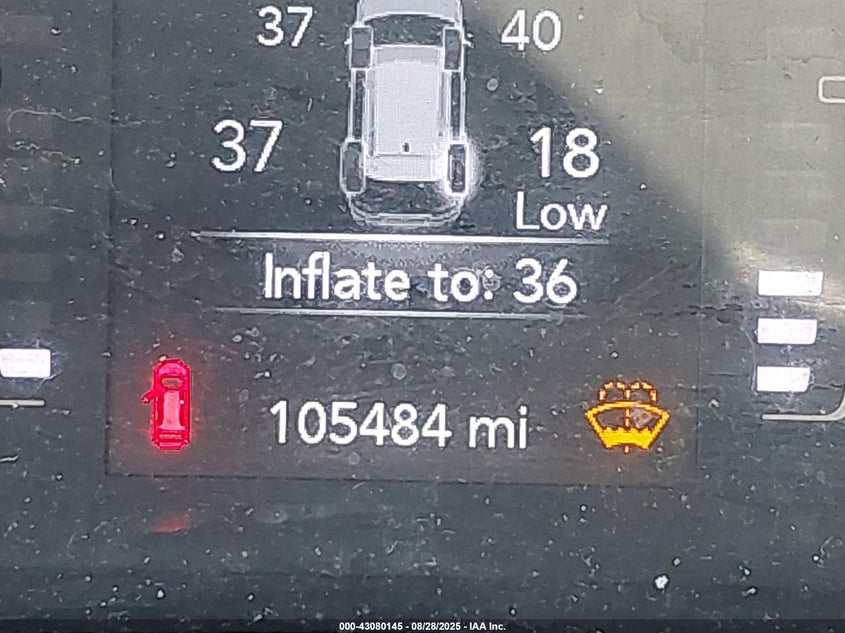 37 40
37 18
Low
Inflate to: 36
105484 mi
000-43080145 - 08/28/2025 - IAA Inc.